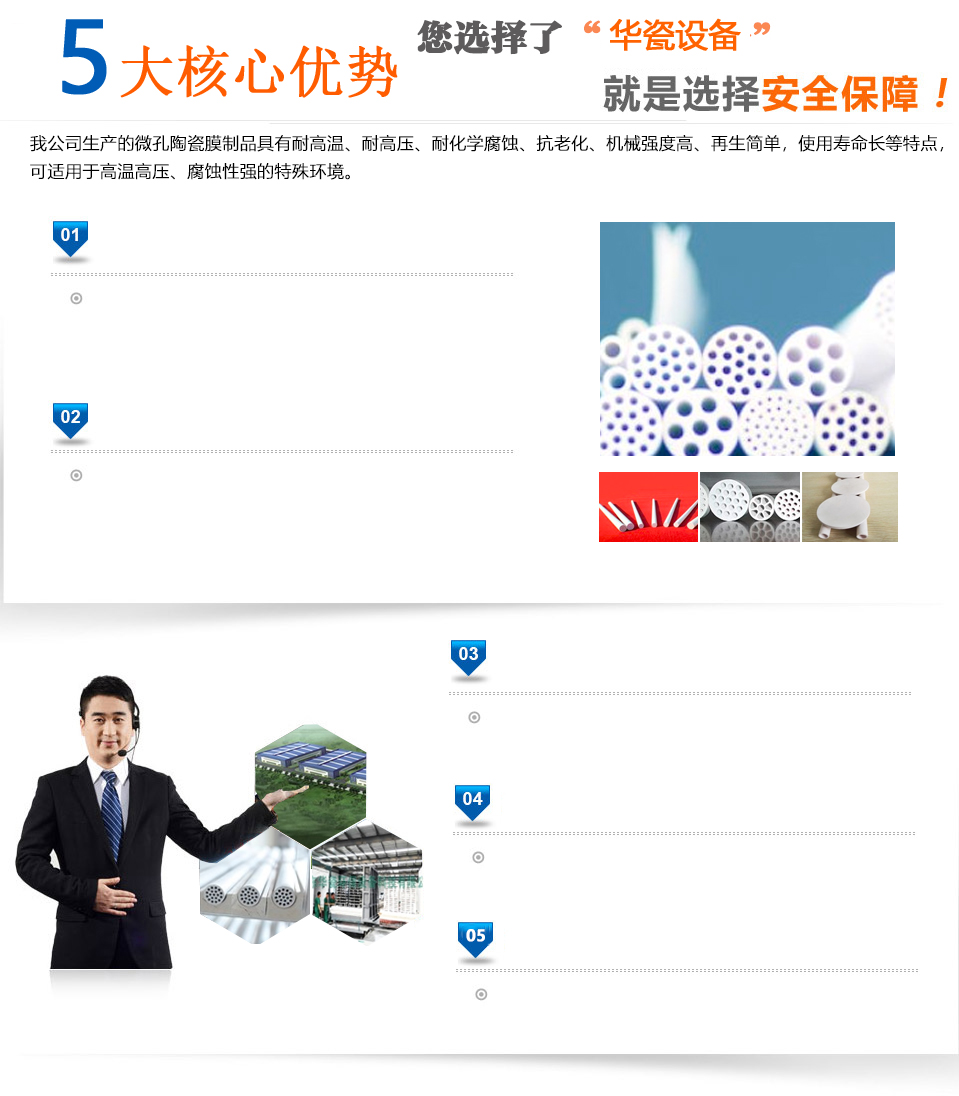 5大核心优势
您选择了“华瓷设备”
就是选择安全保障！
我公司生产的微孔陶瓷膜制品具有耐高温、耐高压、耐化学腐蚀、抗老化、机械强度高、再生简单，使用寿命长等特点，
可适用于高温高压、腐蚀性强的特殊环境。
01
02
03
04
05